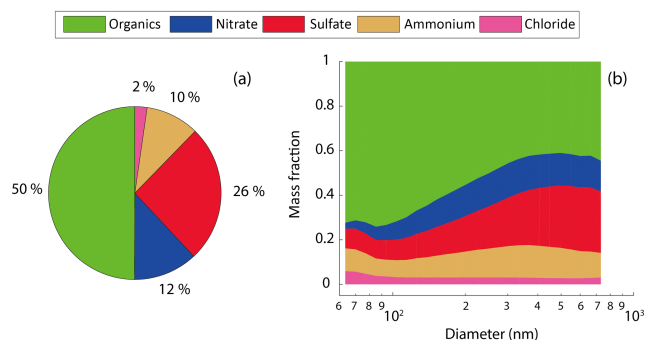 Organics Nitrate Sulfate Ammonium Chloride
(a)
2 %
10 %
50 %
26 %
12 %
(b)
Mass fraction
1
0.8
0.6
0.4
0.2
0
6 7 8 9 2 3 4 5 6 7 8 9
10² 10³
Diameter (nm)